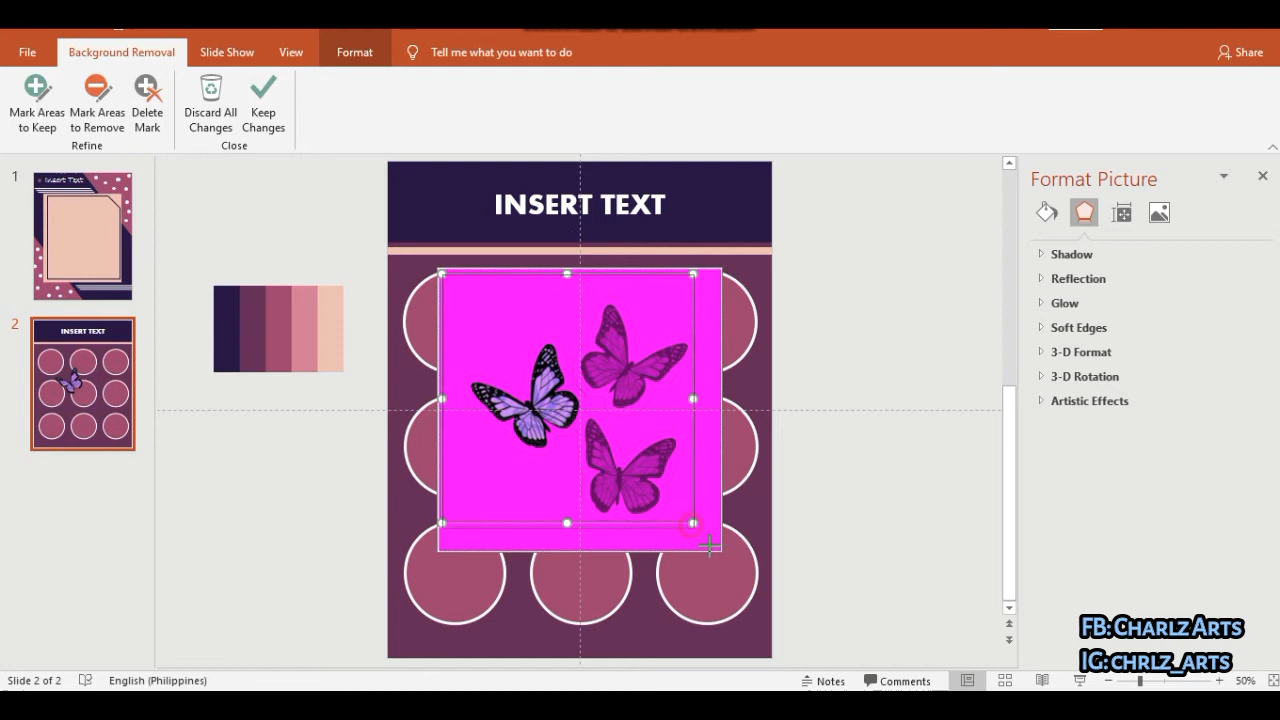 File
Background Removal
Slide Show
View
Format
Tell me what you want to do
Share
Mark Areas to Keep
Mark Areas to Remove
Delete Mark
Discard All Changes
Keep Changes
Refine
Close
1
Insert Text
2
INSERT TEXT
INSERT TEXT
Format Picture
Shadow
Reflection
Glow
Soft Edges
3-D Format
3-D Rotation
Artistic Effects
FB: Charlz Arts
IG: chrlz_arts
Slide 2 of 2
English (Philippines)
Notes
Comments
50%